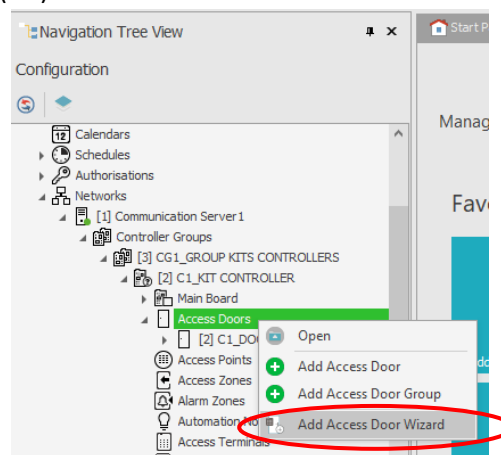 Navigation Tree View
Start P
Configuration
Manag
12 Calendars
Schedules
Authorisations
Networks
Fav
[1] Communication Server1
Controller Groups
[3] CG1_GROUP KITS CONTROLLERS
[2] C1_KIT CONTROLLER
Main Board
Access Doors
[2] C1_DO
Open
Access Points
Add Access Door
Access Zones
Add Access Door Group
Alarm Zones
Automation No
Add Access Door Wizard
Access Terminals